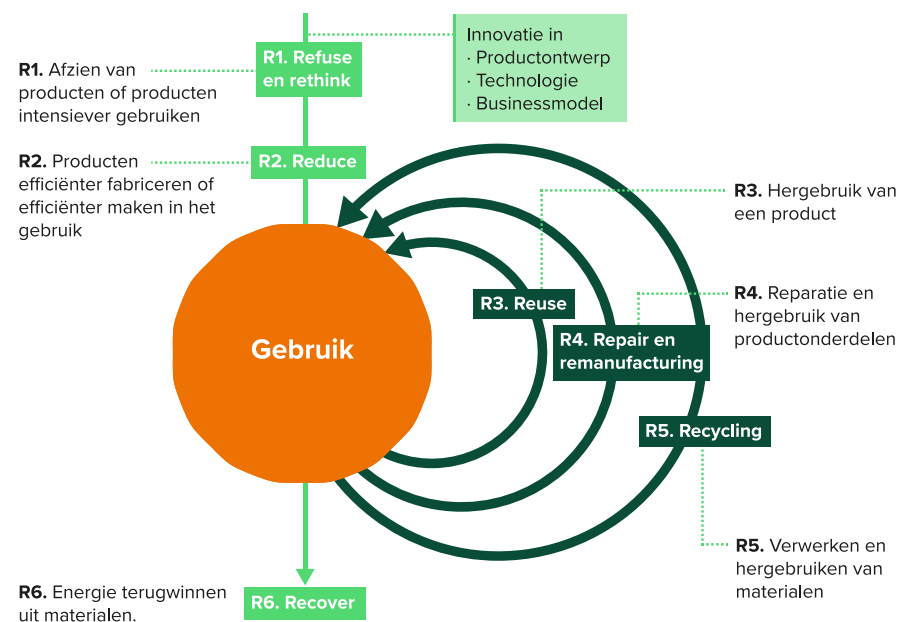 R1. Refuse
en rethink
Innovatie in
· Productontwerp
· Technologie
· Businessmodel
R1. Afzien van
producten of producten
intensiever gebruiken
R2. Producten
efficiënter fabriceren of
efficiënter maken in het
gebruik
R2. Reduce
R3. Hergebruik van
een product
R3. Reuse
R4. Reparatie en
hergebruik van
productonderdelen
R4. Repair en
remanufacturing
Gebruik
R5. Recycling
R5. Verwerken en
hergebruiken van
materialen
R6. Energie terugwinnen
uit materialen.
R6. Recover